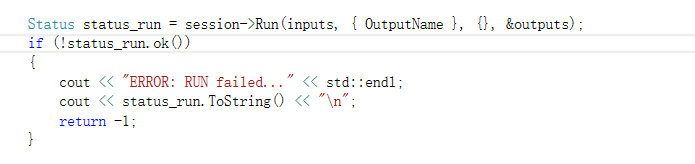 Status status_run = session->Run(inputs, { OutputName }, {}, &outputs);
if (!status_run.ok())
{
cout << "ERROR: RUN failed..." << std::endl;
cout << status_run.ToString() << "\n";
return -1;
}